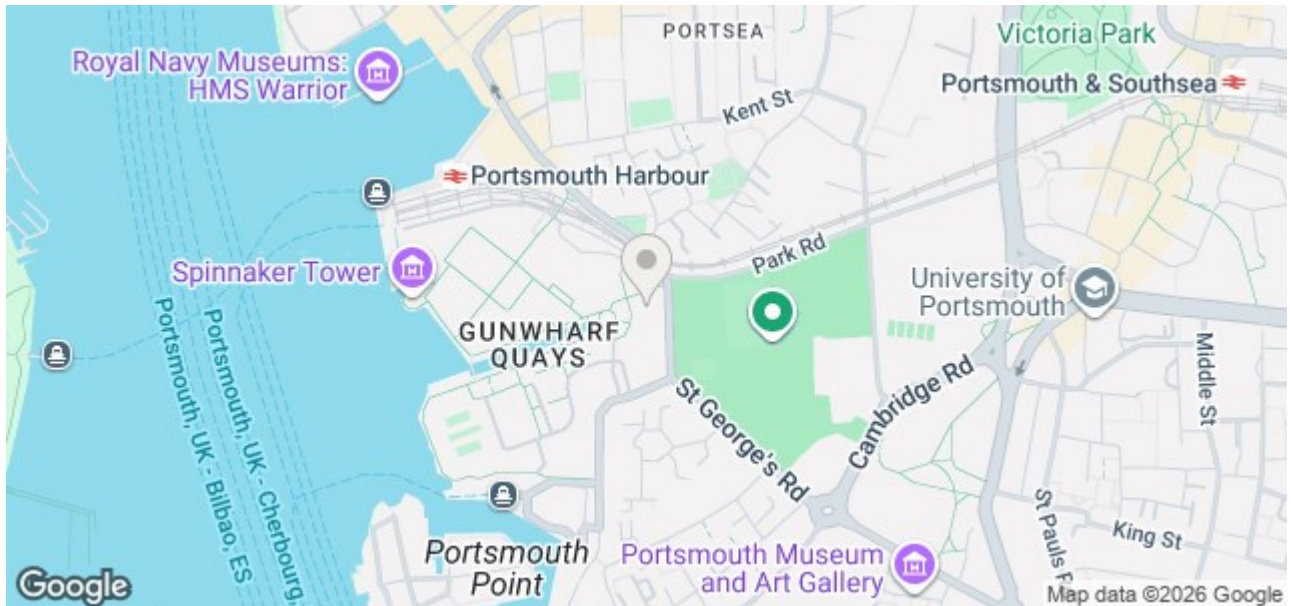 PORTSEA
Victoria Park
Royal Navy Museums:
HMS Warrior
Portsmouth & Southsea
Kent St
Portsmouth Harbour
Park Rd
Spinnaker Tower
University of
Portsmouth
GUNWHARF
QUAYS
Middle St
Portsmouth, UK - Bilbao, ES
Portsmouth, UK - Cherbourg,
St George's Rd
Cambridge Rd
St Pauls R
King St
Portsmouth
Point
Portsmouth Museum
and Art Gallery
Google
Map data ©2026 Google